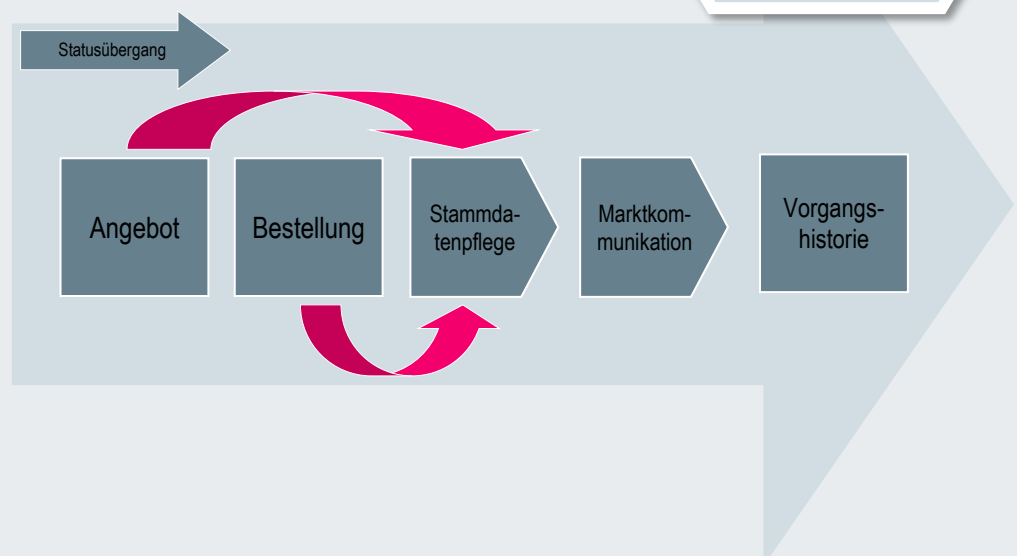 Statusübergang
Angebot
Bestellung
Stammda-
tenpflege
Marktkom-
munikation
Vorgangs-
historie